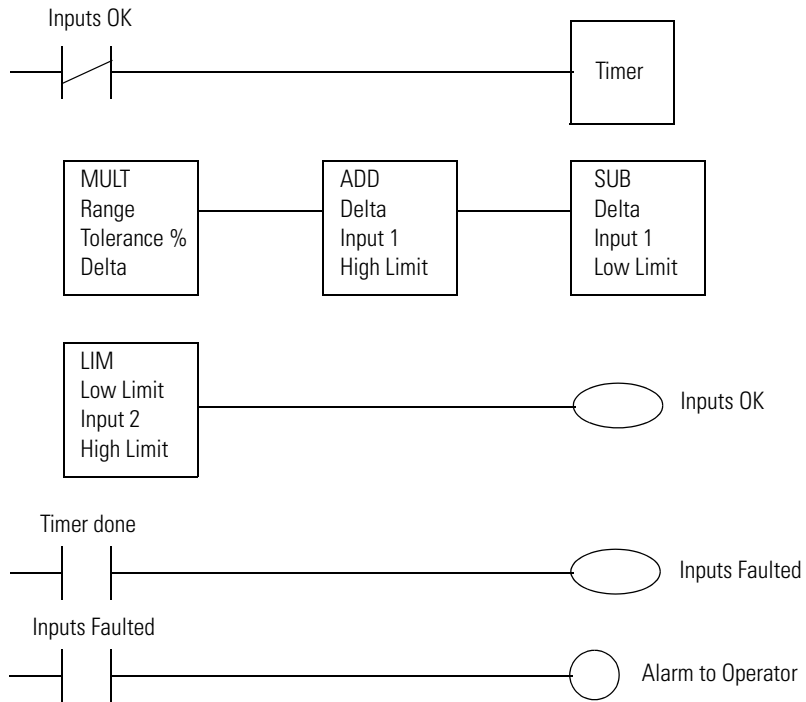 Inputs OK
Timer
MULT
Range
Tolerance %
Delta
ADD
Delta
Input 1
High Limit
SUB
Delta
Input 1
Low Limit
LIM
Low Limit
Input 2
High Limit
Inputs OK
Timer done
Inputs Faulted
Inputs Faulted
Alarm to Operator